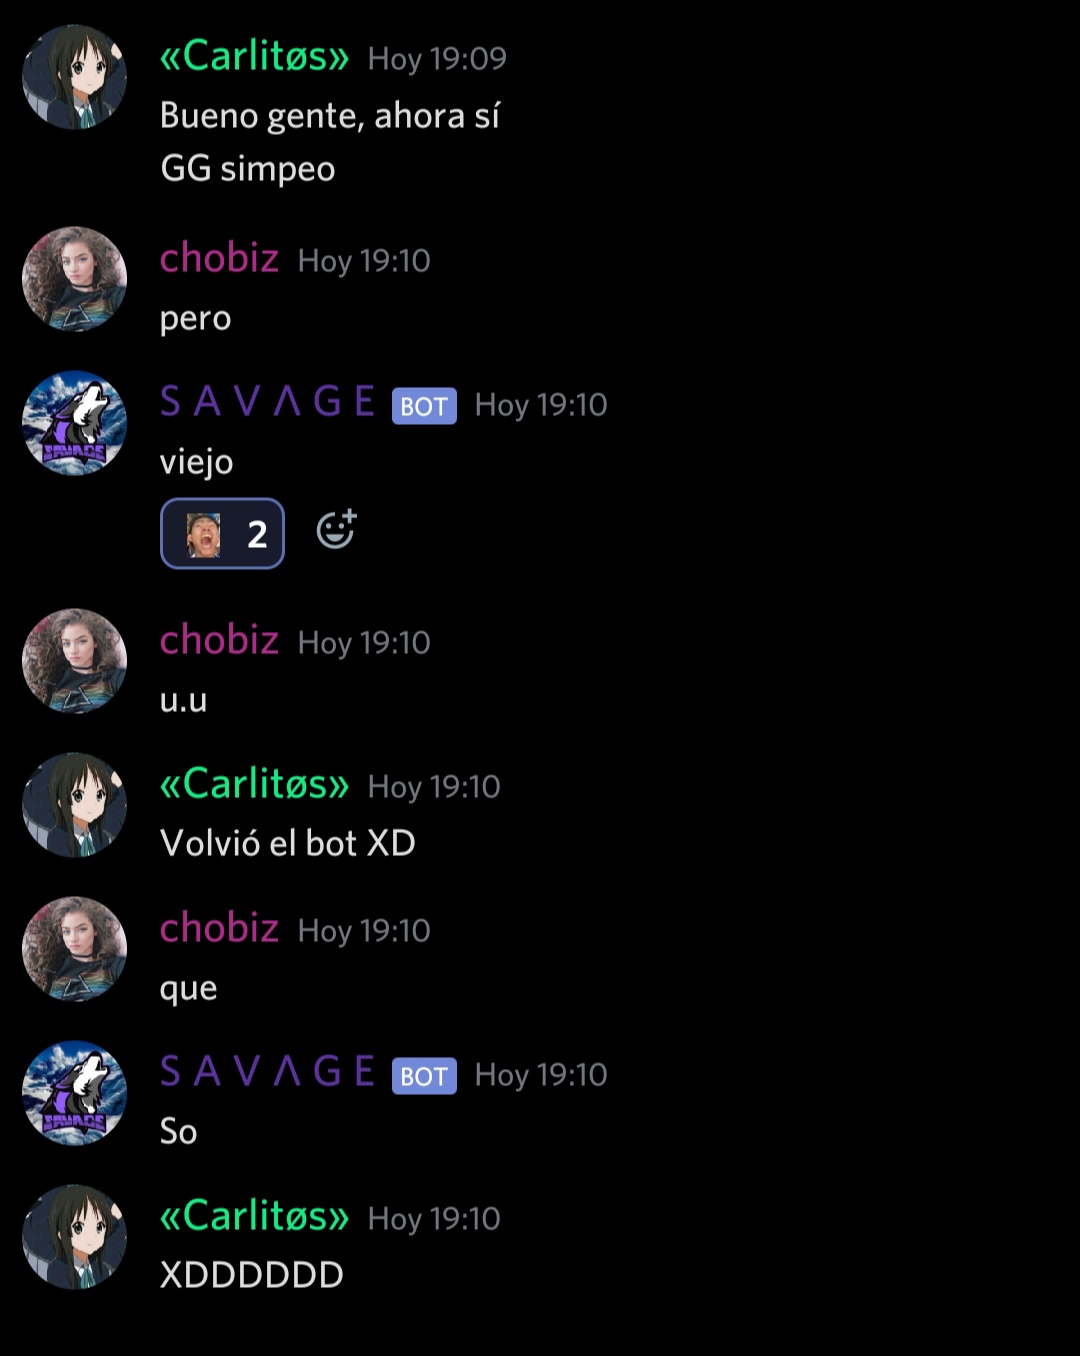 «Carlitøs» Hoy 19:09
Bueno gente, ahora sí
GG simpeo
chobiz Hoy 19:10
pero
S A V Λ G E BOT Hoy 19:10
viejo
2
chobiz Hoy 19:10
u.u
«Carlitøs» Hoy 19:10
Volvió el bot XD
chobiz Hoy 19:10
que
S A V Λ G E BOT Hoy 19:10
So
«Carlitøs» Hoy 19:10
XDDDDDD